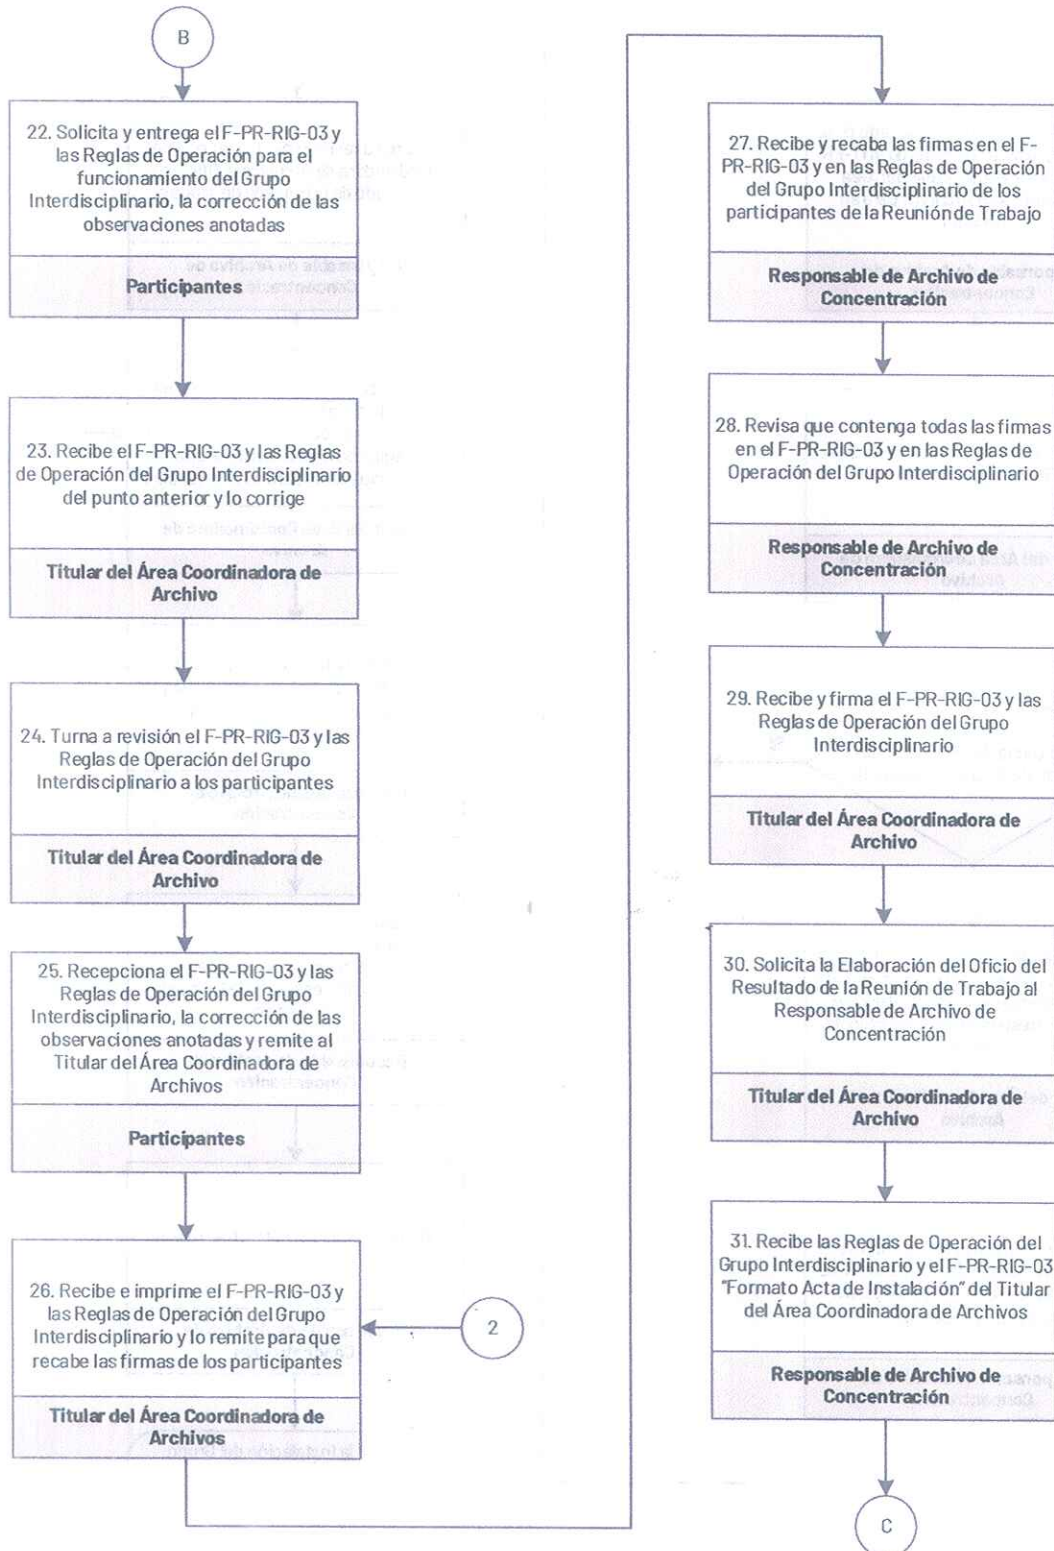 B
22. Solicita y entrega el F-PR-RIG-03 y
las Reglas de Operación para el
funcionamiento del Grupo
Interdisciplinario, la corrección de las
observaciones anotadas
Participantes
23. Recibe el F-PR-RIG-03 y las Reglas
de Operación del Grupo Interdisciplinario
del punto anterior y lo corrige
Titular del Área Coordinadora de
Archivo
24. Turna a revisión el F-PR-RIG-03 y las
Reglas de Operación del Grupo
Interdisciplinario a los participantes
Titular del Área Coordinadora de
Archivo
25. Recepciona el F-PR-RIG-03 y las
Reglas de Operación del Grupo
Interdisciplinario, la corrección de las
observaciones anotadas y remite al
Titular del Área Coordinadora de
Archivos
Participantes
26. Recibe e imprime el F-PR-RIG-03 y
las Reglas de Operación del Grupo
Interdisciplinario y lo remite para que
recabe las firmas de los participantes
Titular del Área Coordinadora de
Archivos
2
27. Recibe y recaba las firmas en el F-
PR-RIG-03 y en las Reglas de Operación
del Grupo Interdisciplinario de los
participantes de la Reunión de Trabajo
Responsable de Archivo de
Concentración
28. Revisa que contenga todas las firmas
en el F-PR-RIG-03 y en las Reglas de
Operación del Grupo Interdisciplinario
Responsable de Archivo de
Concentración
29. Recibe y firma el F-PR-RIG-03 y las
Reglas de Operación del Grupo
Interdisciplinario
Titular del Área Coordinadora de
Archivo
30. Solicita la Elaboración del Oficio del
Resultado de la Reunión de Trabajo al
Responsable de Archivo de
Concentración
Titular del Área Coordinadora de
Archivo
31. Recibe las Reglas de Operación del
Grupo Interdisciplinario y el F-PR-RIG-03
"Formato Acta de Instalación" del Titular
del Área Coordinadora de Archivos
Responsable de Archivo de
Concentración
C